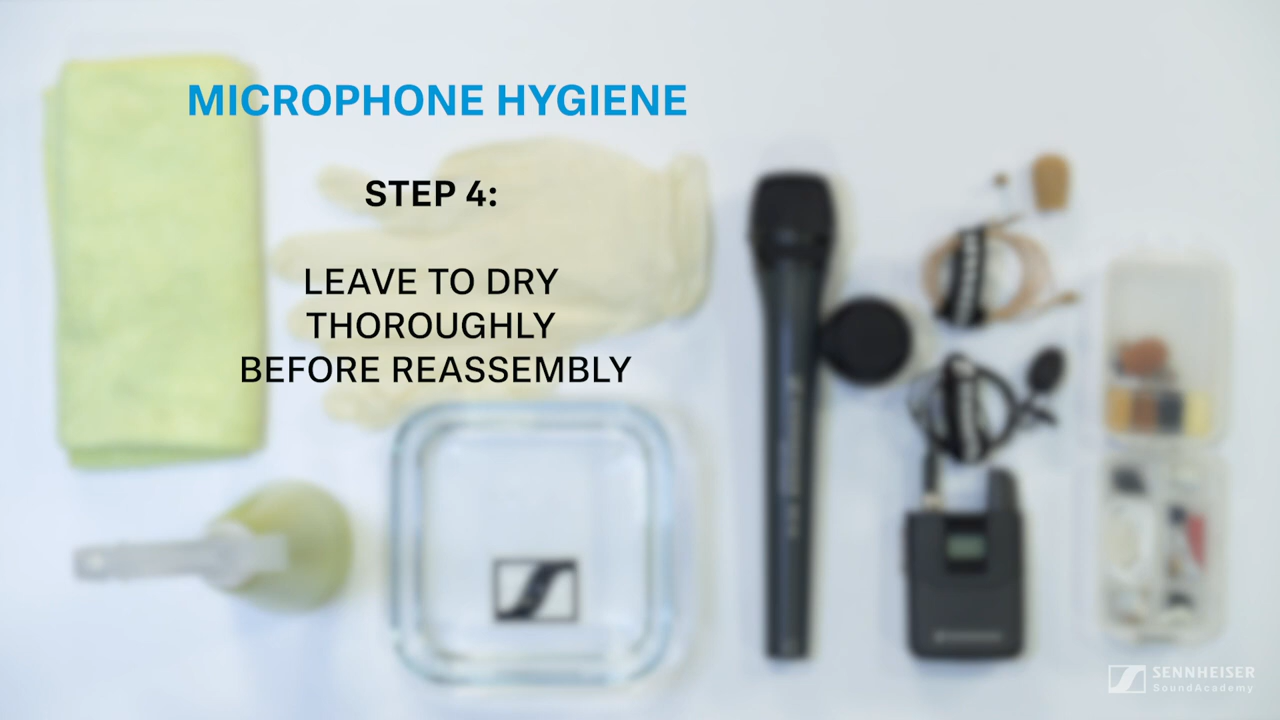 MICROPHONE HYGIENE
STEP 4:
LEAVE TO DRY
THOROUGHLY
BEFORE REASSEMBLY
SENNHEISER
SoundAcademy